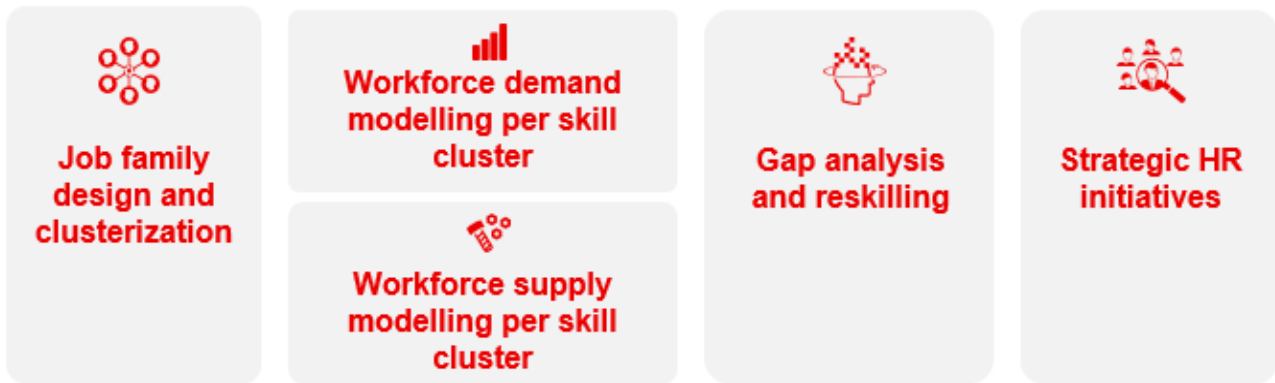 Job family
design and
clusterization
Workforce demand
modelling per skill
cluster
Workforce supply
modelling per skill
cluster
Gap analysis
and reskilling
Strategic HR
initiatives